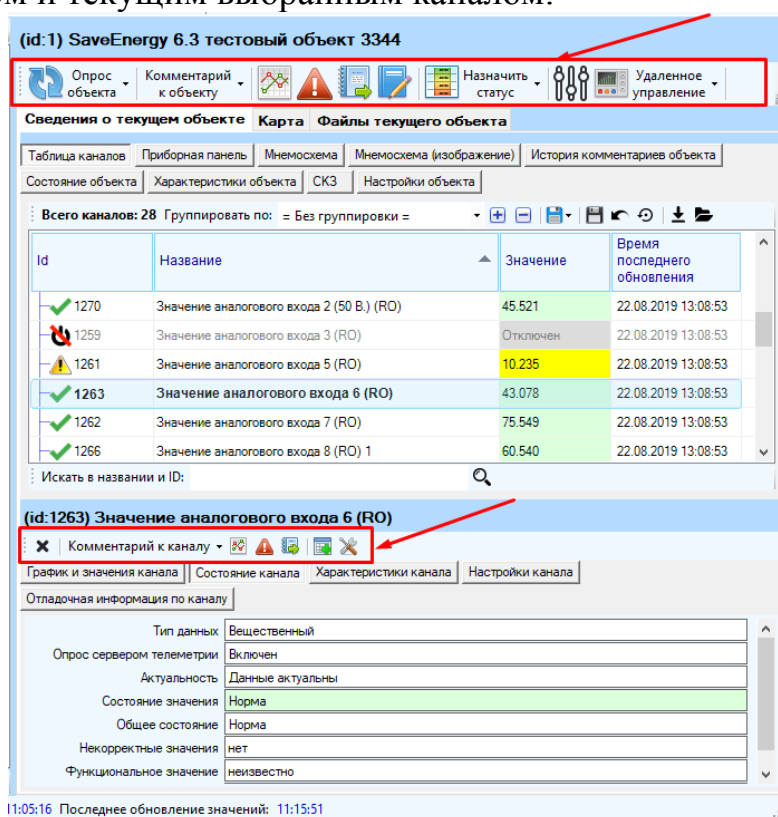 м и текущим выбранным каналом.
(id:1) SaveEnergy 6.3 тестовый объект 3344
Опрос объекта Комментарий к объекту Назначить статус Удаленное управление
Сведения о текущем объекте Карта Файлы текущего объекта
Таблица каналов Приборная панель Мнемосхема Мнемосхема (изображение) История комментариев объекта
Состояние объекта Характеристики объекта СКЗ Настройки объекта
Всего каналов: 28 Группировать по: = Без группировки =
Id Название Значение Время последнего обновления
1270 Значение аналогового входа 2 (50 В.) (RO) 45.521 22.08.2019 13:08:53
1259 Значение аналогового входа 3 (RO) Отключен 22.08.2019 13:08:53
1261 Значение аналогового входа 5 (RO) 10.235 22.08.2019 13:08:53
1263 Значение аналогового входа 6 (RO) 43.078 22.08.2019 13:08:53
1262 Значение аналогового входа 7 (RO) 75.549 22.08.2019 13:08:53
1266 Значение аналогового входа 8 (RO) 1 60.540 22.08.2019 13:08:53
Искать в названии и ID:
(id:1263) Значение аналогового входа 6 (RO)
Комментарий к каналу
График и значения канала Состояние канала Характеристики канала Настройки канала
Отладочная информация по каналу
Тип данных Вещественный
Опрос сервером телеметрии Включен
Актуальность Данные актуальны
Состояние значения Норма
Общее состояние Норма
Некорректные значения нет
Функциональное значение неизвестно
11:05:16 Последнее обновление значений: 11:15:51